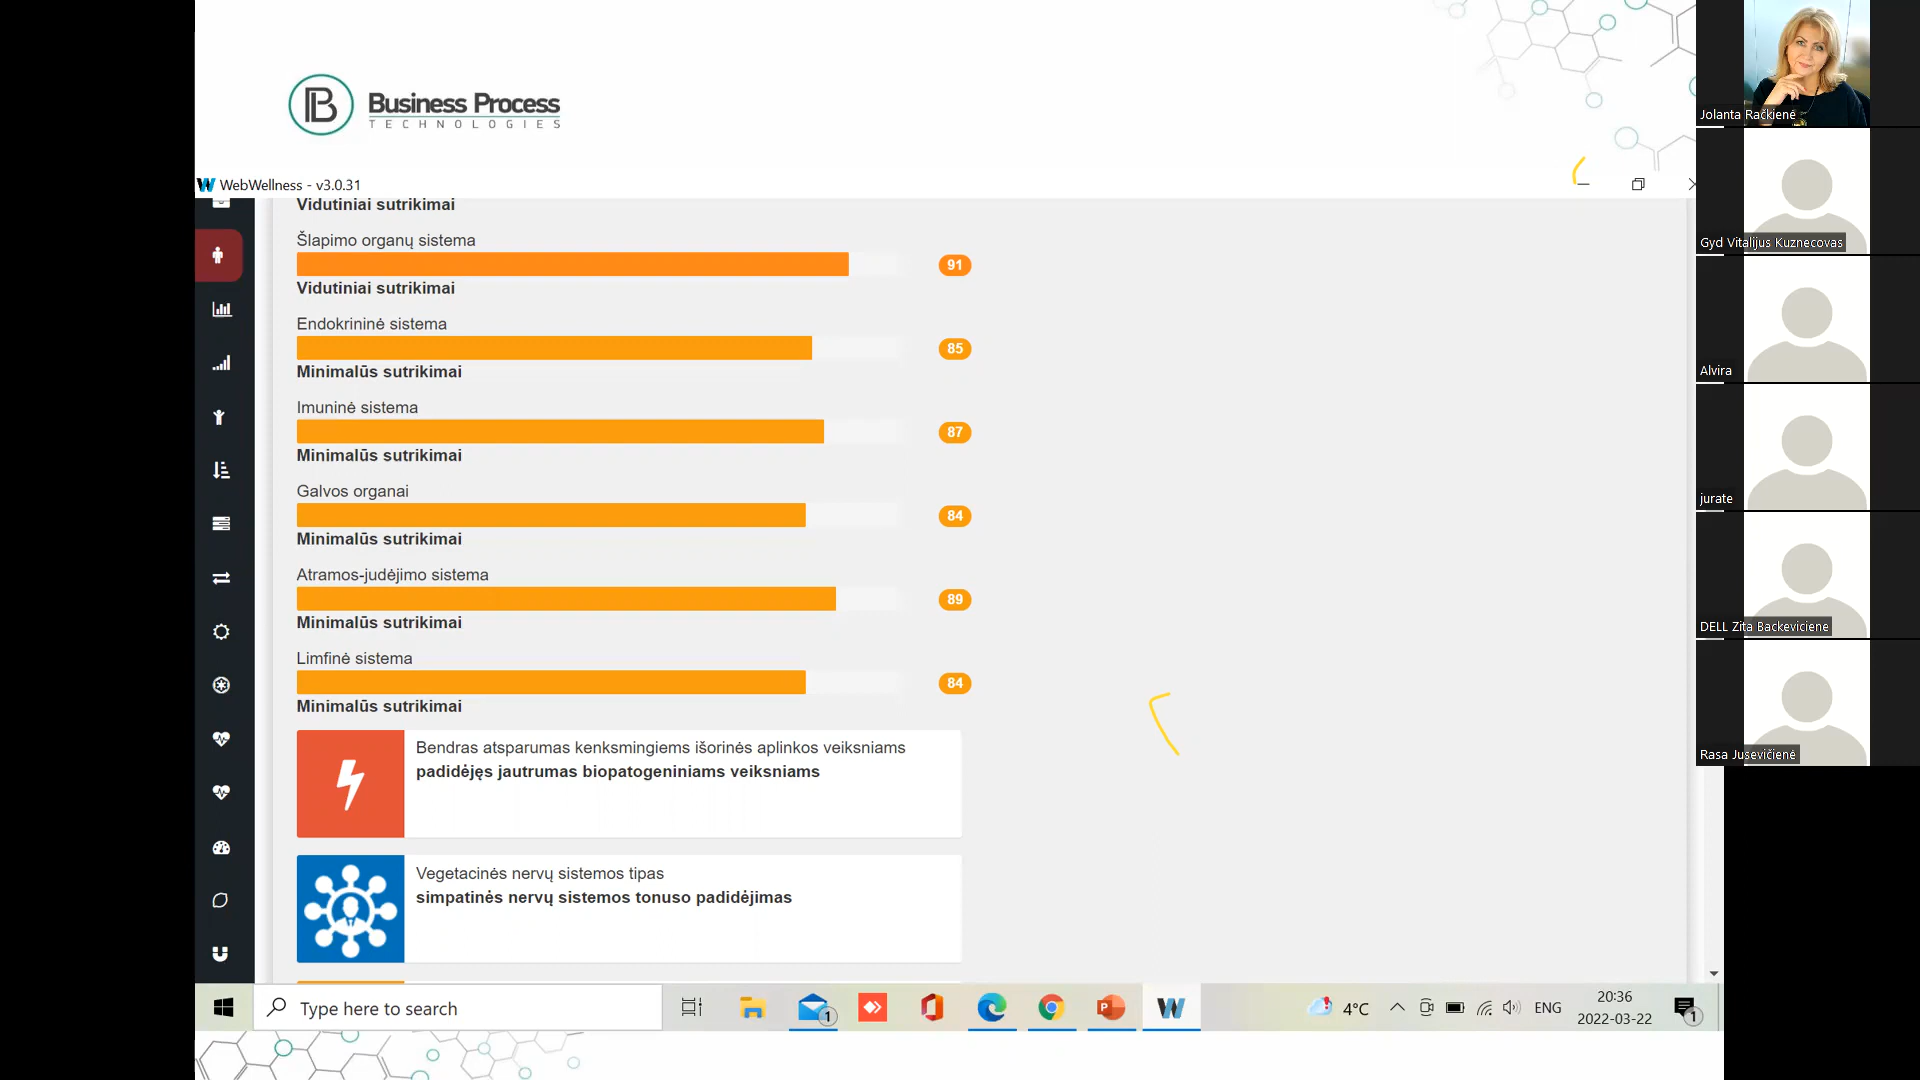 Business Process
TECHNOLOGIES
WebWellness - v3.0.31
Vidutiniai sutrikimai
Šlapimo organų sistema
91
Vidutiniai sutrikimai
Endokrininė sistema
85
Minimalūs sutrikimai
Imuninė sistema
87
Minimalūs sutrikimai
Galvos organai
84
Minimalūs sutrikimai
Atramos-judėjimo sistema
89
Minimalūs sutrikimai
Limfinė sistema
84
Minimalūs sutrikimai
Bendras atsparumas kenksmingiems išorinės aplinkos veiksniams
padidėjęs jautrumas biopatogeniniams veiksniams
Vegetacinės nervų sistemos tipas
simpatinės nervų sistemos tonuso padidėjimas
Type here to search
1
4°C
ENG
20:36
2022-03-22
1
Jolanta Račkienė
Gyd Vitalijus Kuznecovas
Alvira
jurate
DELL Zita Backeviciene
Rasa Jusevičienė